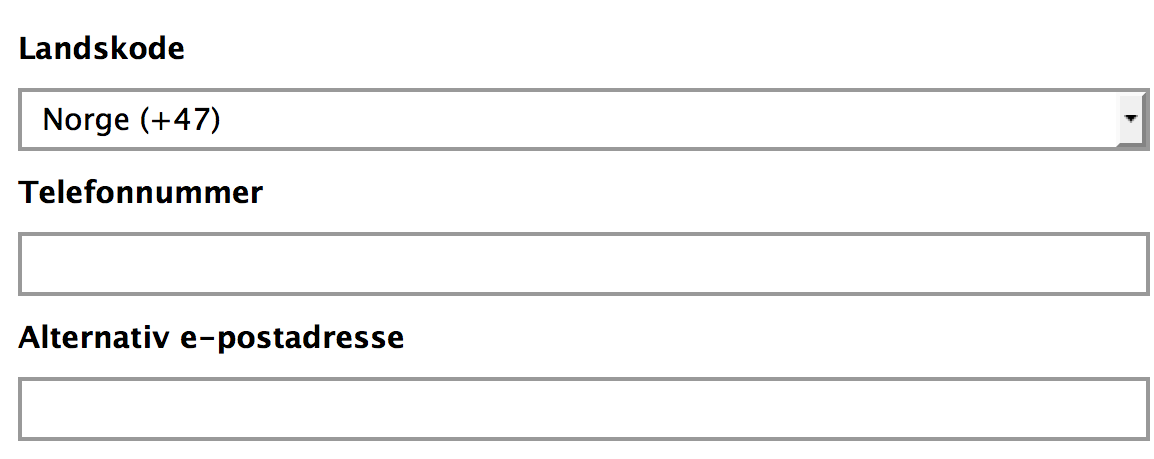 Landskode
Norge (+47)
Telefonnummer
Alternativ e-postadresse